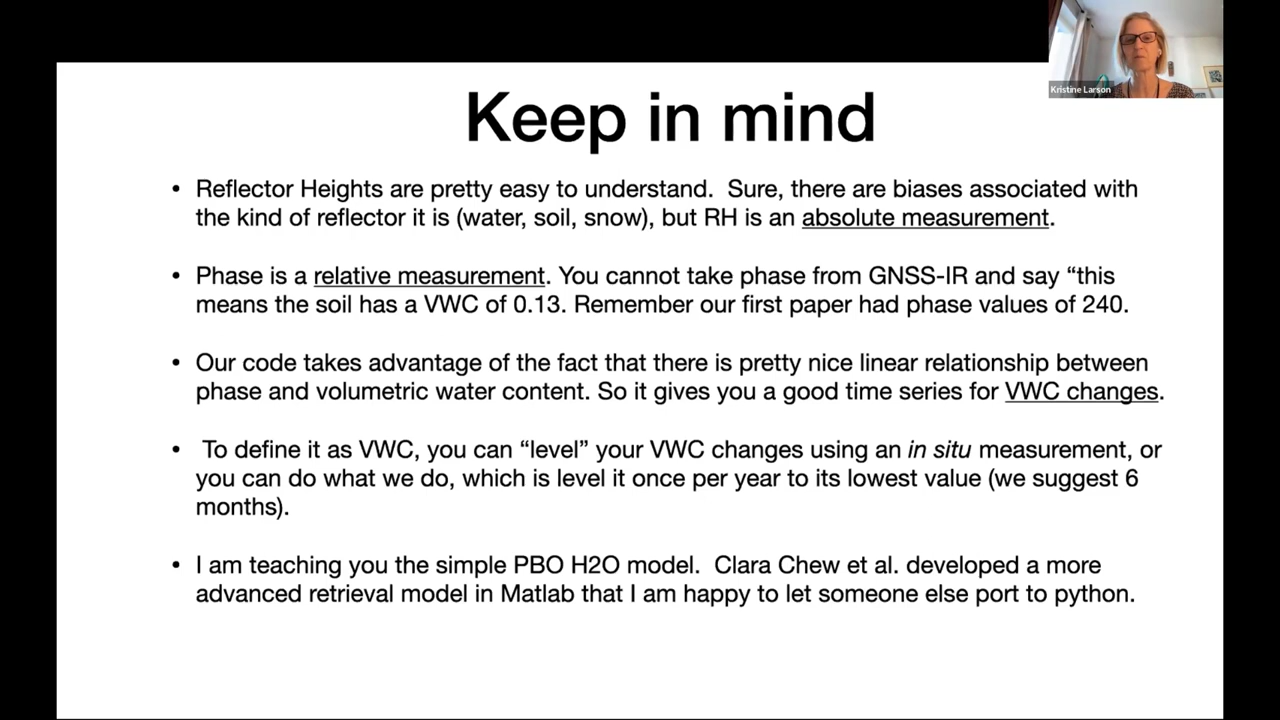 Kristine Larson
Keep in mind
• Reflector Heights are pretty easy to understand.  Sure, there are biases associated with
the kind of reflector it is (water, soil, snow), but RH is an absolute measurement.
• Phase is a relative measurement. You cannot take phase from GNSS-IR and say “this
means the soil has a VWC of 0.13. Remember our first paper had phase values of 240.
• Our code takes advantage of the fact that there is pretty nice linear relationship between
phase and volumetric water content. So it gives you a good time series for VWC changes.
• To define it as VWC, you can “level” your VWC changes using an in situ measurement, or
you can do what we do, which is level it once per year to its lowest value (we suggest 6
months).
• I am teaching you the simple PBO H2O model.  Clara Chew et al. developed a more
advanced retrieval model in Matlab that I am happy to let someone else port to python.